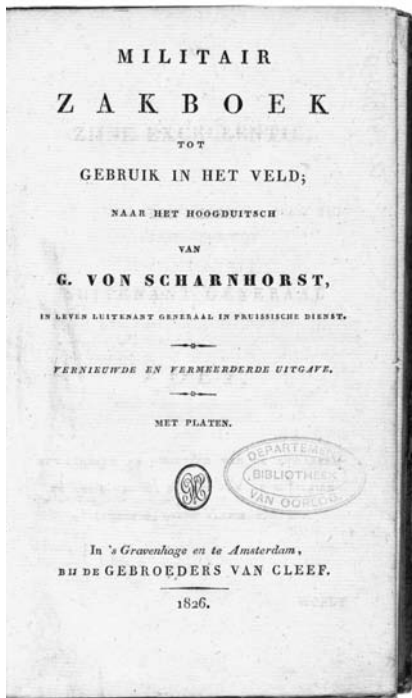 MILITAIR
ZAKBOEK
TOT
GEBRUIK IN HET VELD;
NAAR HET HOOGDUITSCH
VAN
G. VON SCHARNHORST,
IN LEVEN LUITENANT GENERAAL IN PRUISSISCHE DIENST.
VERNIEUWDE EN VERMEERDERDE UITGAVE.
MET PLATEN.
DEPARTEMENT
BIBLIOTHEEK
VAN OORLOG.
In 's Gravenhage en te Amsterdam,
BIJ DE GEBROEDERS VAN CLEEF.
1826.